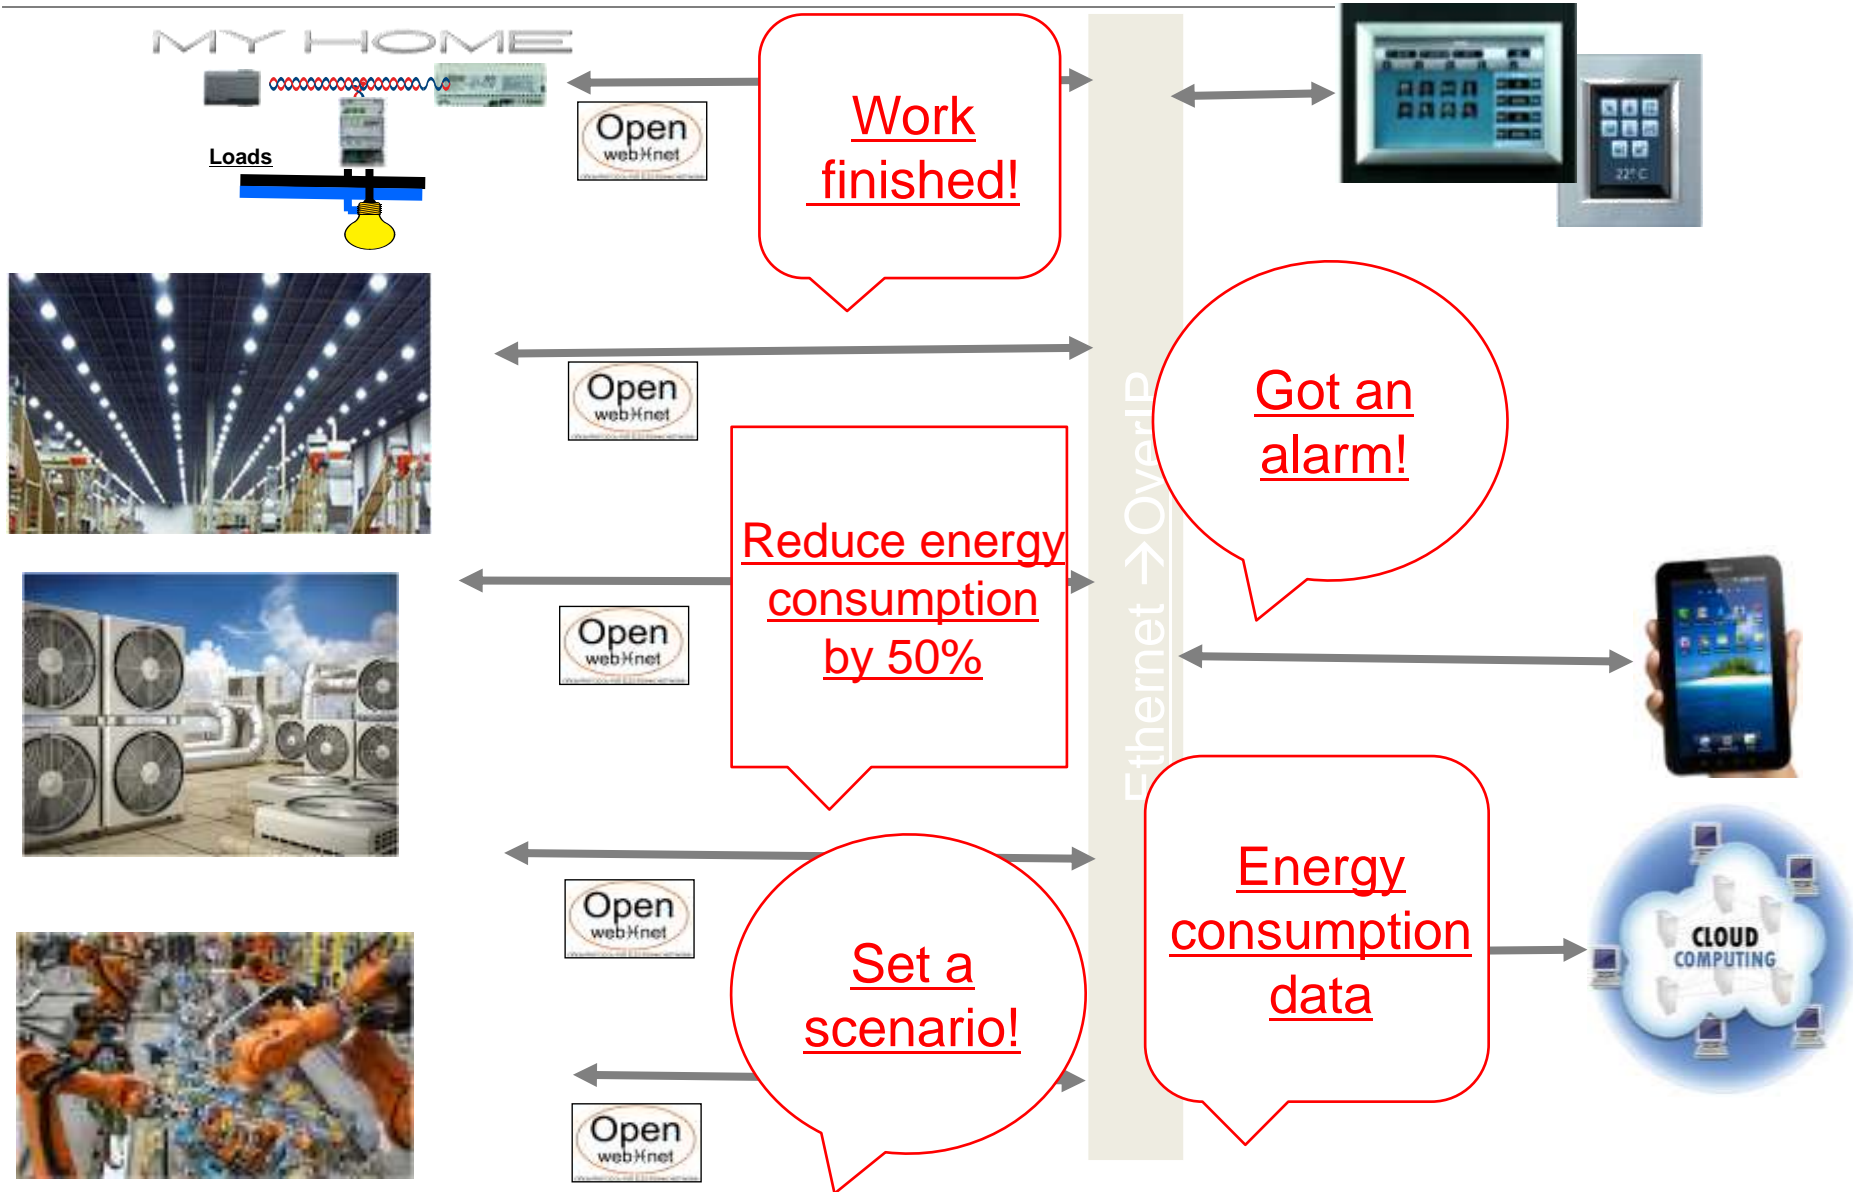 MY HOME
Loads
Open
web net
Work
finished!
22° C
Open
web net
Got an
alarm!
Reduce energy
consumption
by 50%
Open
web net
Ethernet → OverIP
Open
web net
Energy
consumption
data
CLOUD
COMPUTING
Set a
scenario!
Open
web net